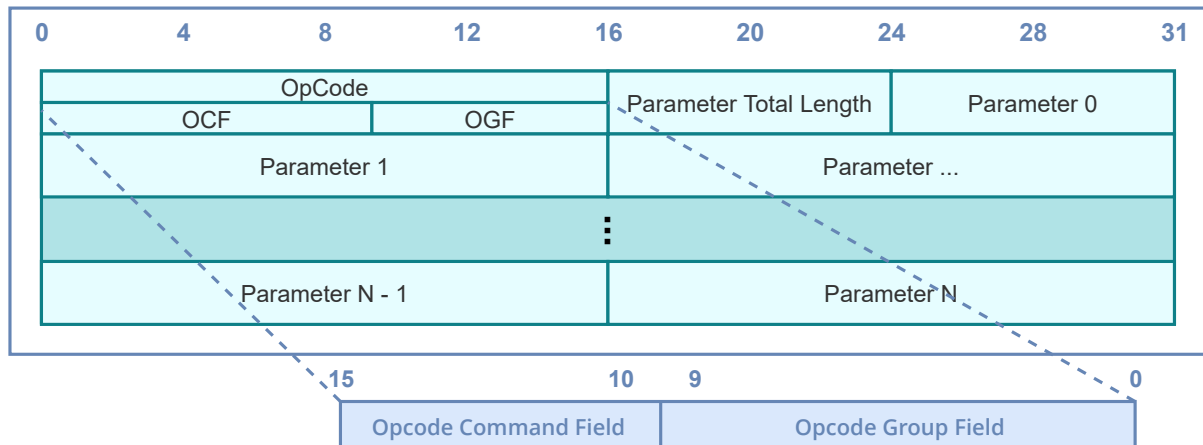 0 4 8 12 16 20 24 28 31
OpCode
Parameter Total Length
Parameter 0
OCF
OGF
Parameter 1
Parameter ...
⋮
Parameter N - 1
Parameter N
15 10 9 0
Opcode Command Field
Opcode Group Field